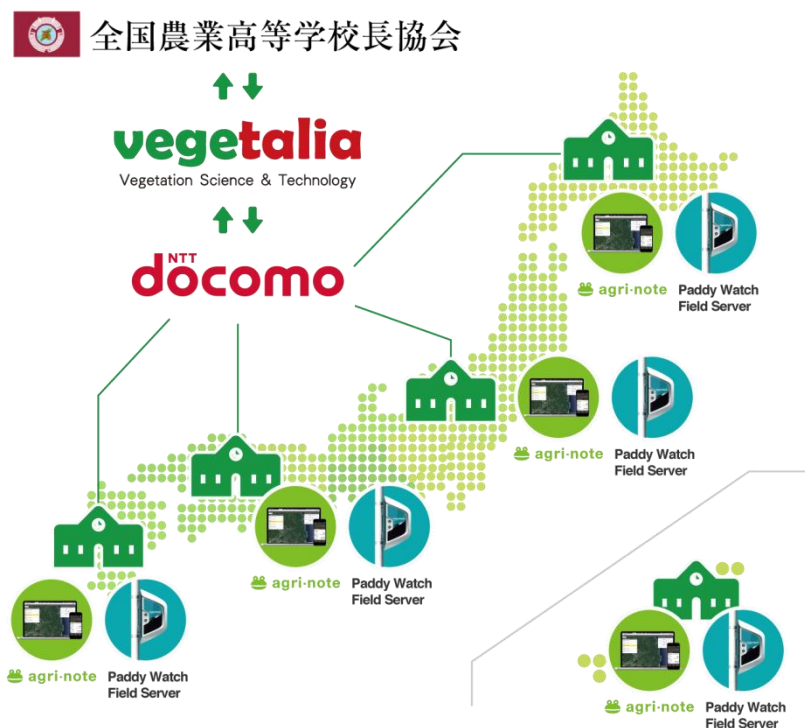 全国農業高等学校長協会
vegetalia
Vegetation Science & Technology
NTT
docomo
agri-note
Paddy Watch
Field Server
agri-note
Paddy Watch
Field Server
agri-note
Paddy Watch
Field Server
agri-note
Paddy Watch
Field Server
agri-note
Paddy Watch
Field Server